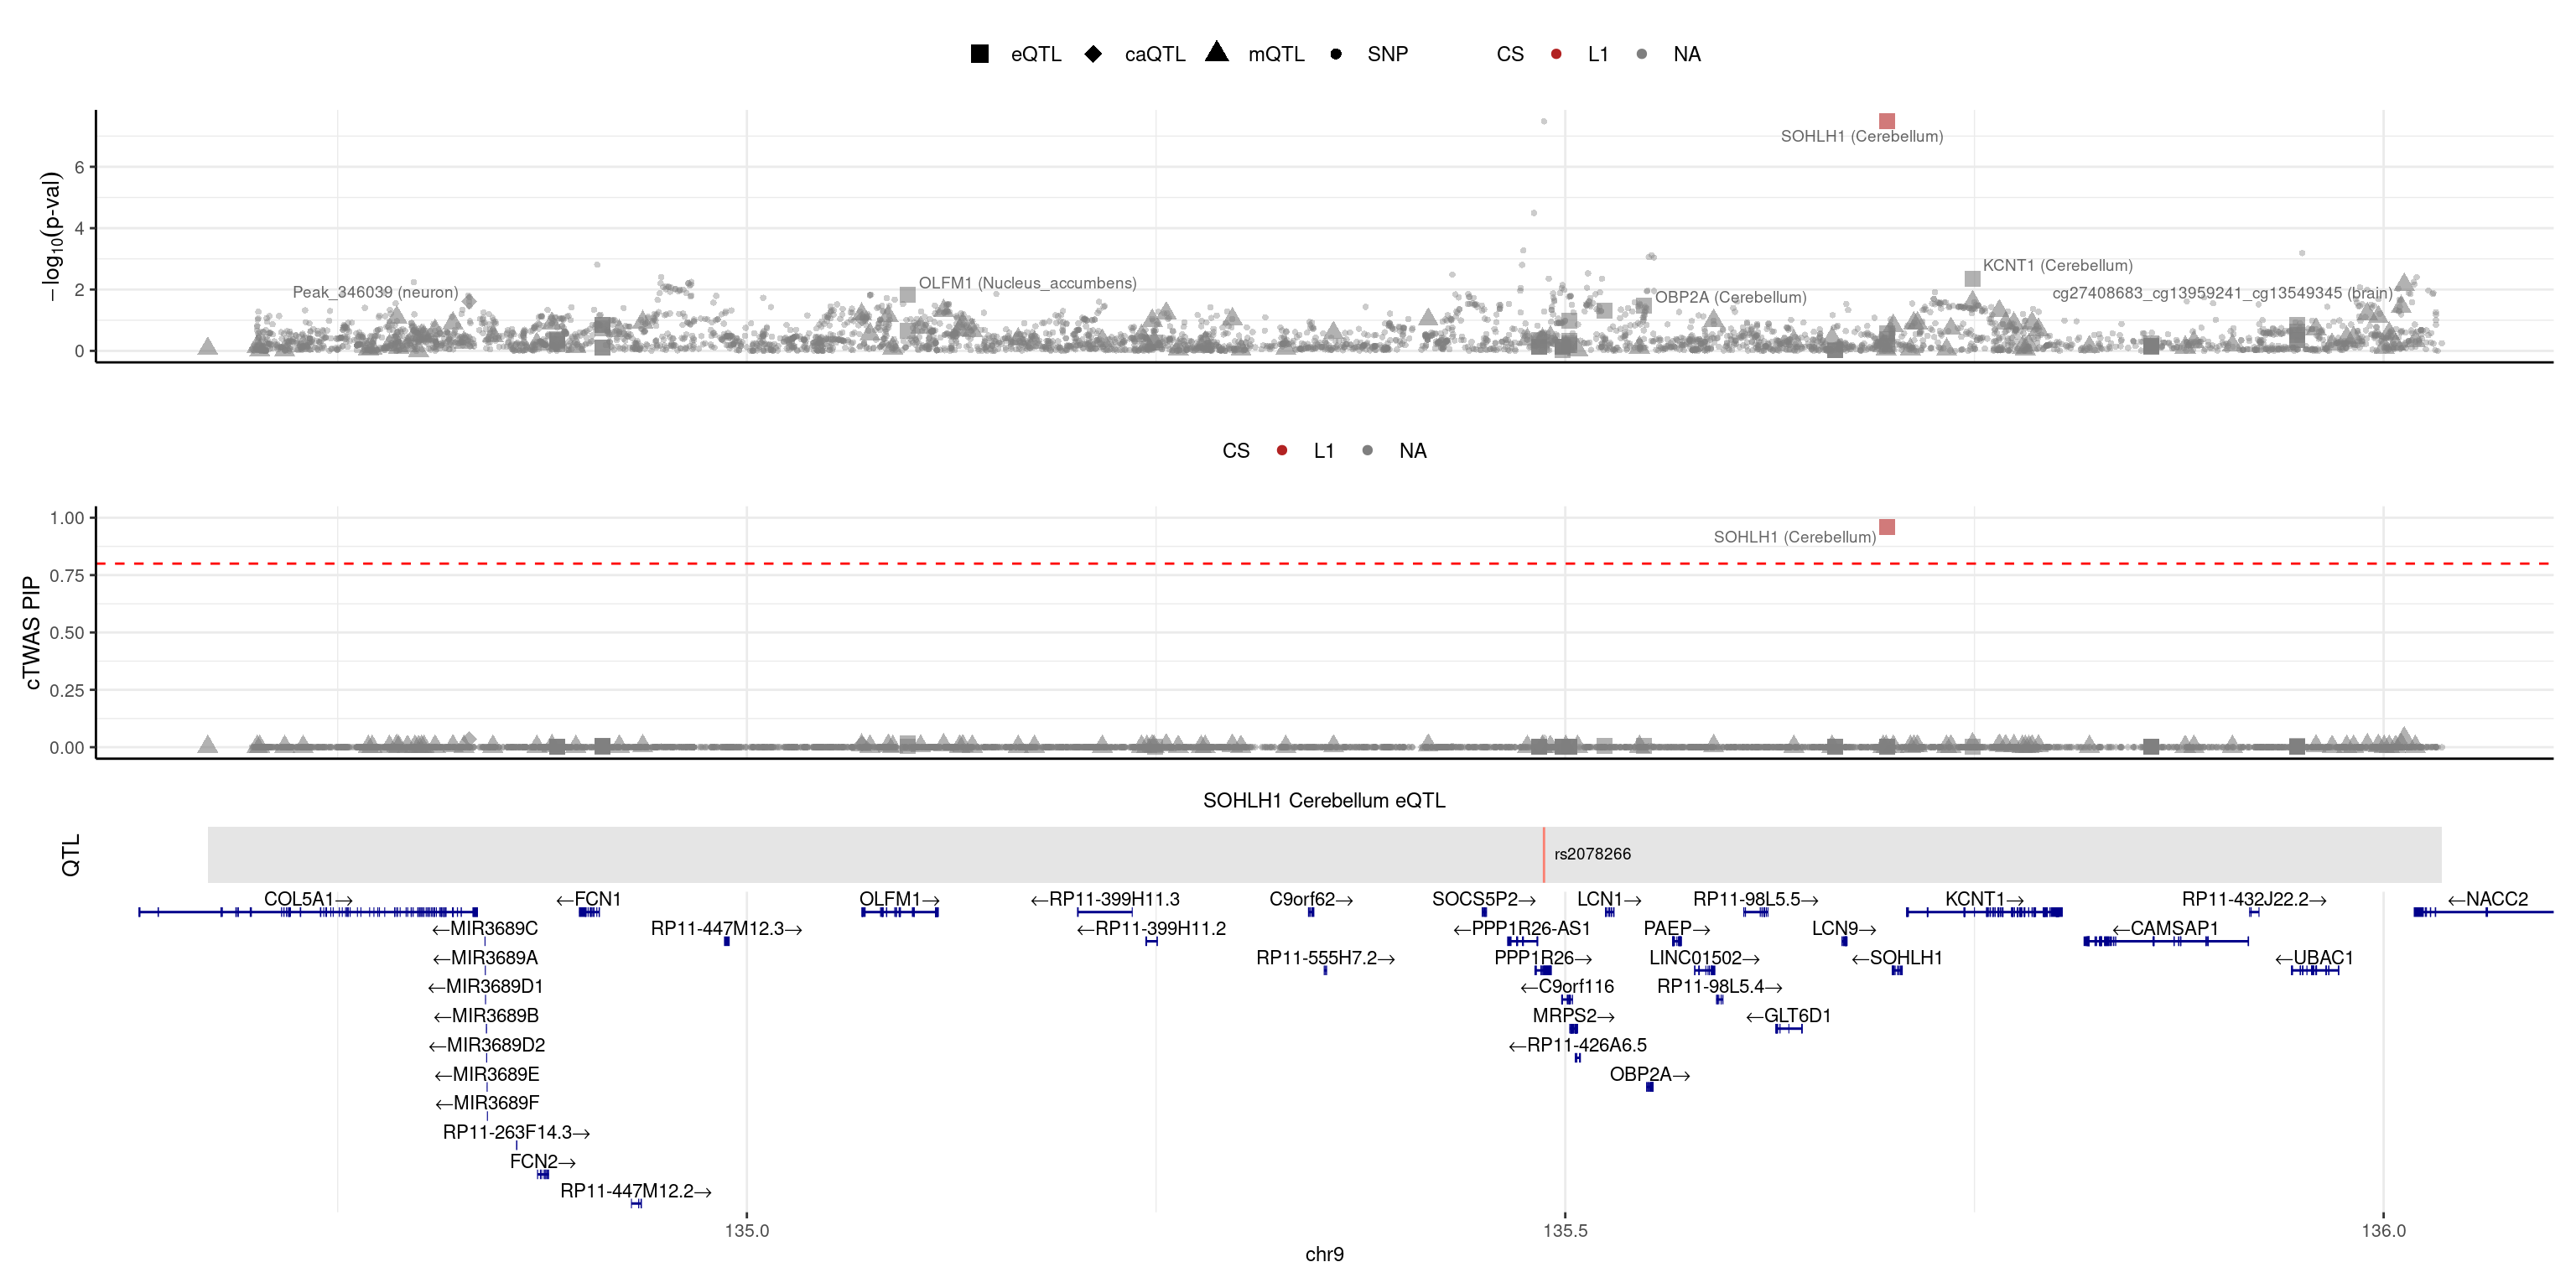 eQTL caQTL mQTL SNP CS L1 NA
−log10(p-val)
6
4
2
0
SOHLH1 (Cerebellum)
KCNT1 (Cerebellum)
OLFM1 (Nucleus_accumbens)
Peak_346039 (neuron)
cg27408683_cg13959241_cg13549345 (brain)
OBP2A (Cerebellum)
CS L1 NA
cTWAS PIP
1.00
0.75
0.50
0.25
0.00
SOHLH1 (Cerebellum)
SOHLH1 Cerebellum eQTL
QTL
rs2078266
COL5A1→ ←FCN1 OLFM1→ ←RP11-399H11.3 C9orf62→ SOCS5P2→ LCN1→ RP11-98L5.5→ KCNT1→ RP11-432J22.2→ ←NACC2
←MIR3689C RP11-447M12.3→ ←RP11-399H11.2 ←PPP1R26-AS1 PAEP→ LCN9→ ←CAMSAP1
←MIR3689A RP11-555H7.2→ PPP1R26→ LINC01502→ ←SOHLH1 ←UBAC1
←MIR3689D1 ←C9orf116 RP11-98L5.4→
←MIR3689B MRPS2→ ←GLT6D1
←MIR3689D2 ←RP11-426A6.5
←MIR3689E OBP2A→
←MIR3689F
RP11-263F14.3→
FCN2→
RP11-447M12.2→
135.0 135.5 136.0
chr9